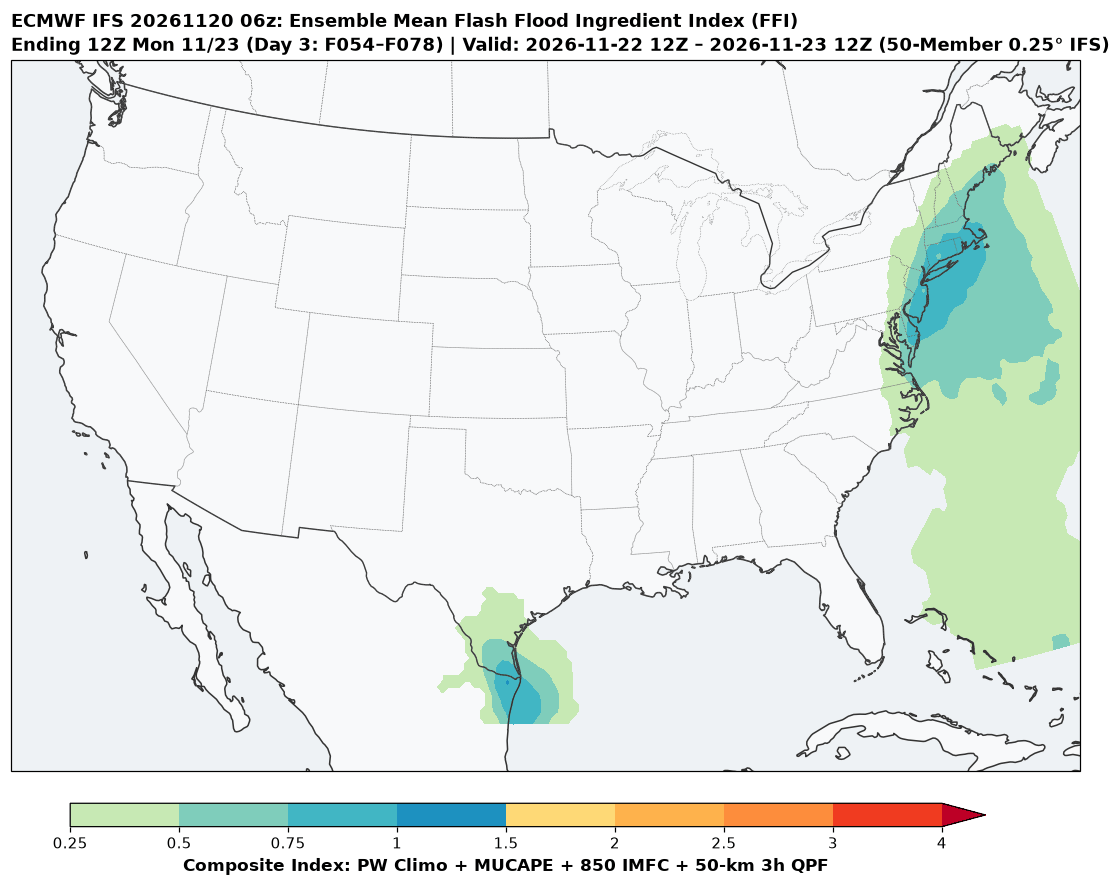 ECMWF IFS 20261120 06z: Ensemble Mean Flash Flood Ingredient Index (FFI)
Ending 12Z Mon 11/23 (Day 3: F054–F078) | Valid: 2026-11-22 12Z – 2026-11-23 12Z (50-Member 0.25° IFS)
0.25 0.5 0.75 1 1.5 2 2.5 3 4
Composite Index: PW Climo + MUCAPE + 850 IMFC + 50-km 3h QPF